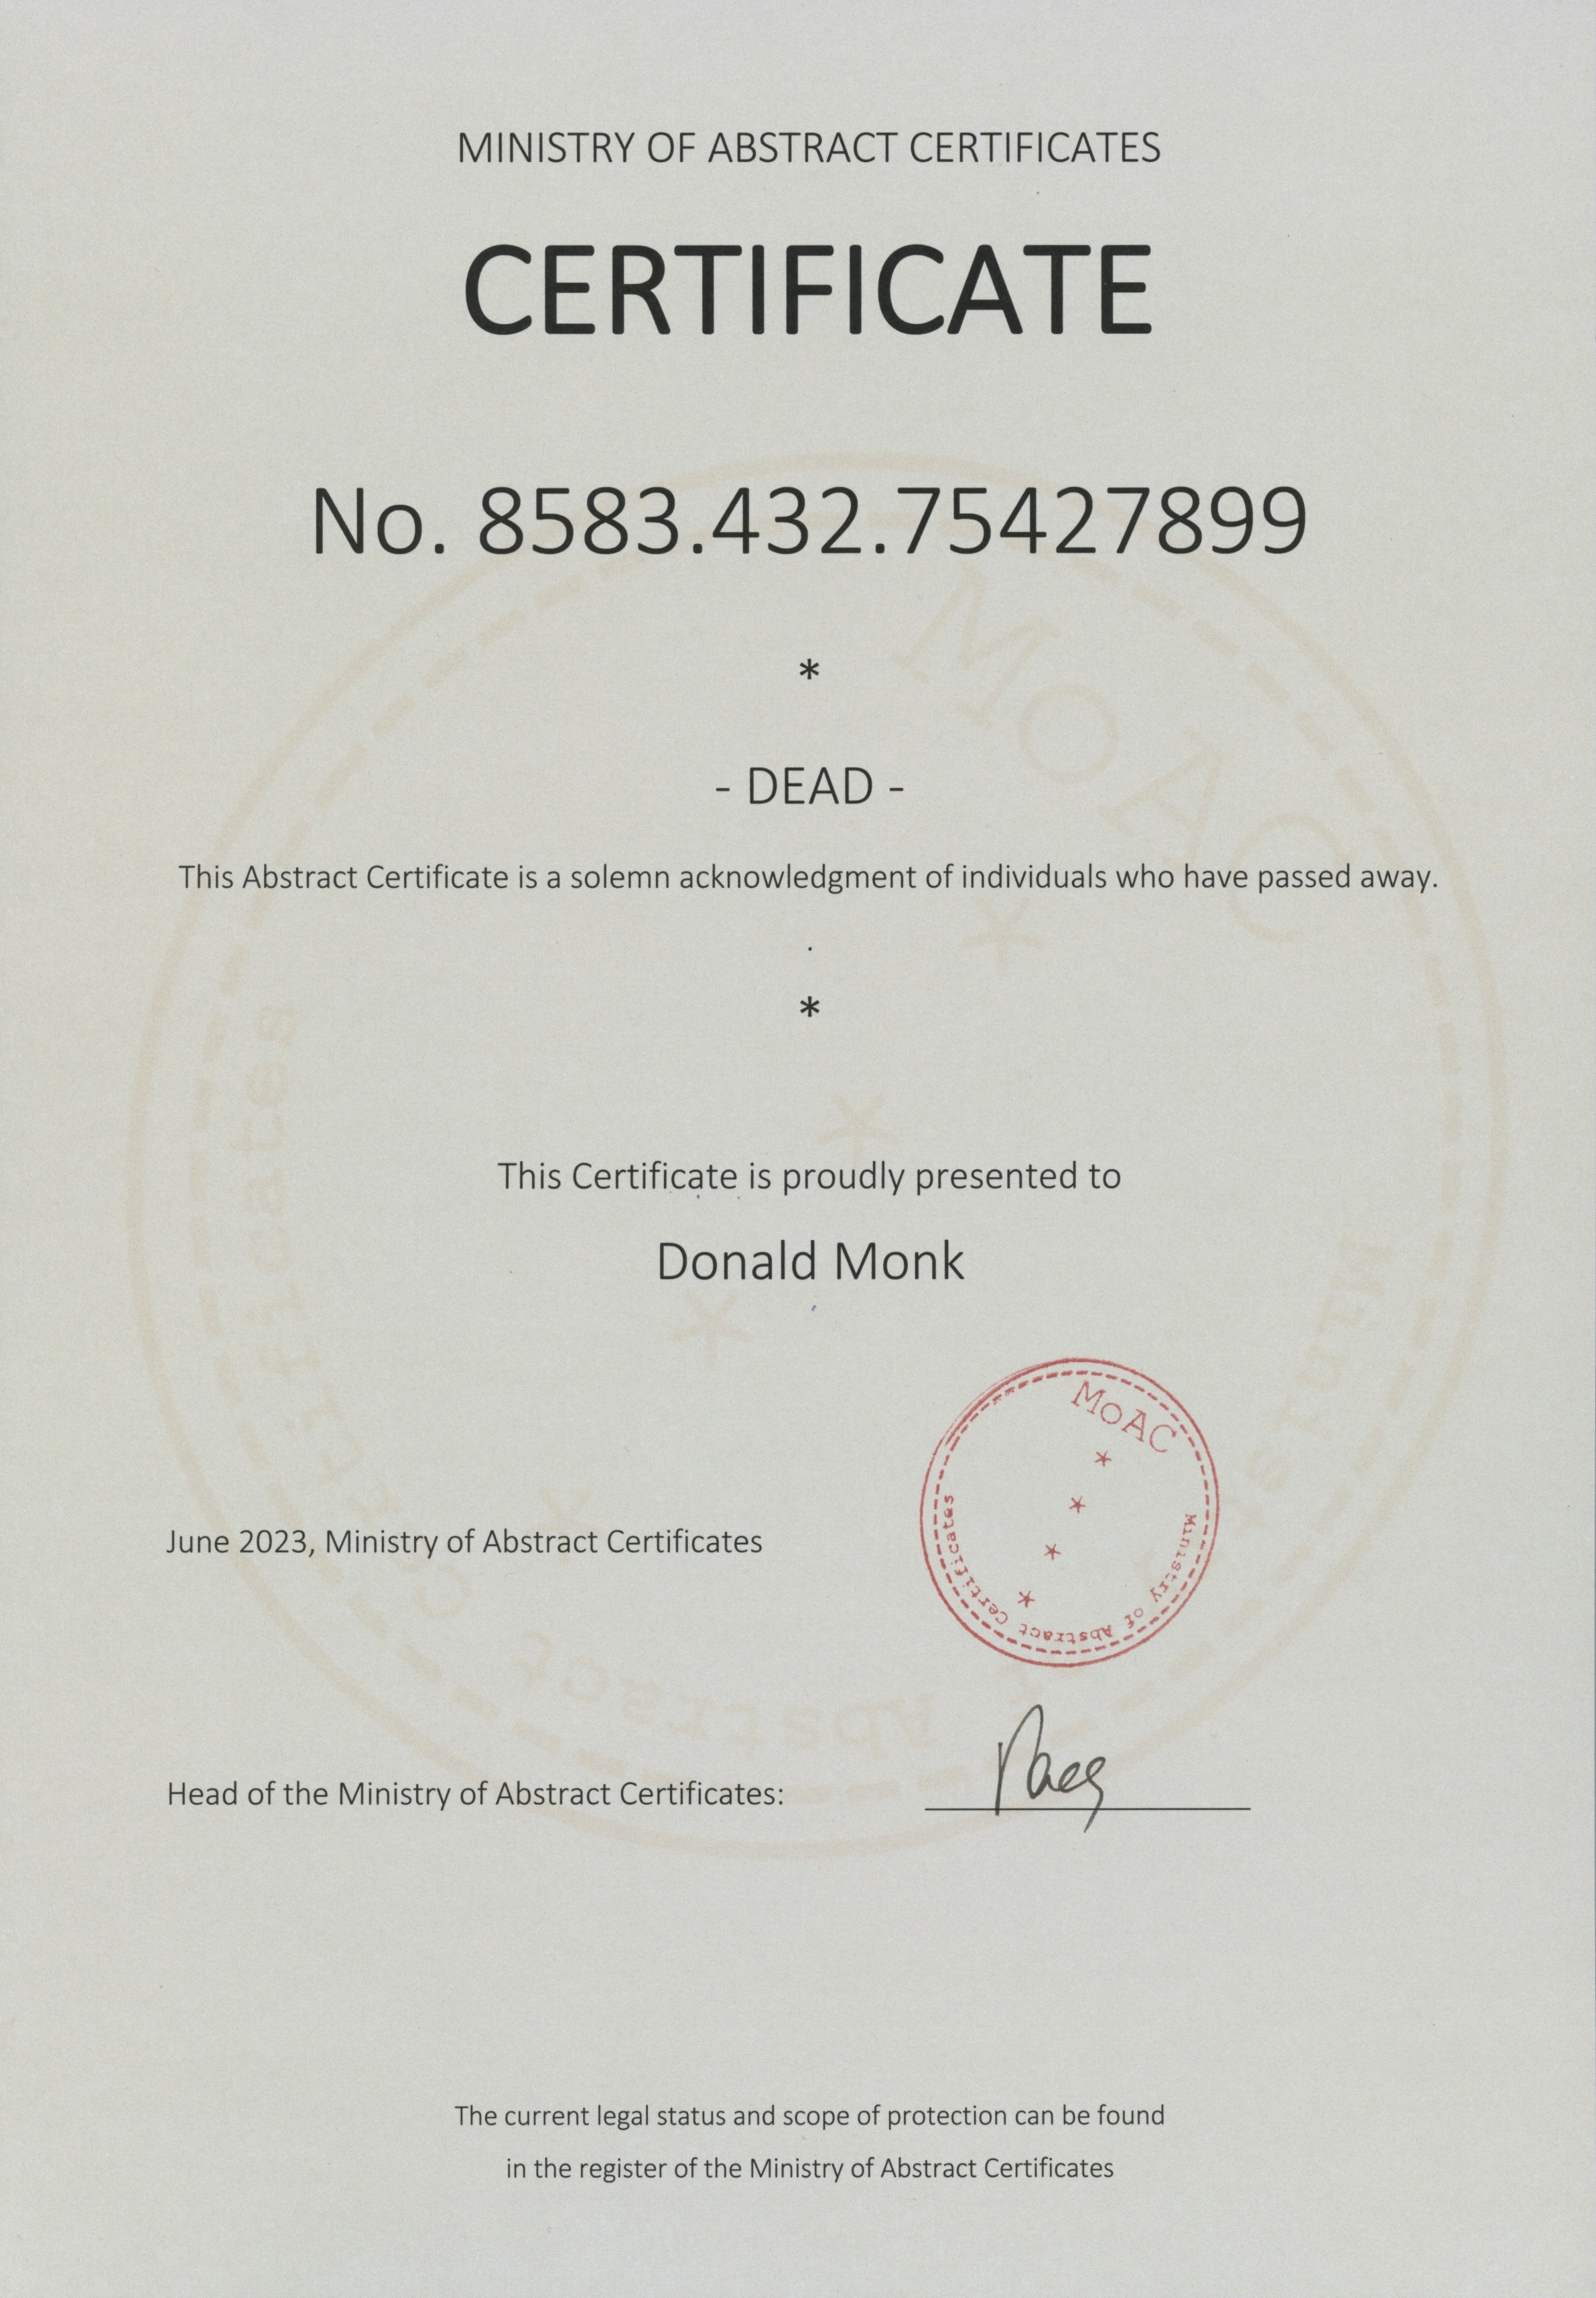 MINISTRY OF ABSTRACT CERTIFICATES
CERTIFICATE
No. 8583.432.75427899
*
- DEAD -
This Abstract Certificate is a solemn acknowledgment of individuals who have passed away.
.
*
This Certificate is proudly presented to
Donald Monk
MoAC
Ministry of Abstract Certificates
June 2023, Ministry of Abstract Certificates
Head of the Ministry of Abstract Certificates:
The current legal status and scope of protection can be found
in the register of the Ministry of Abstract Certificates